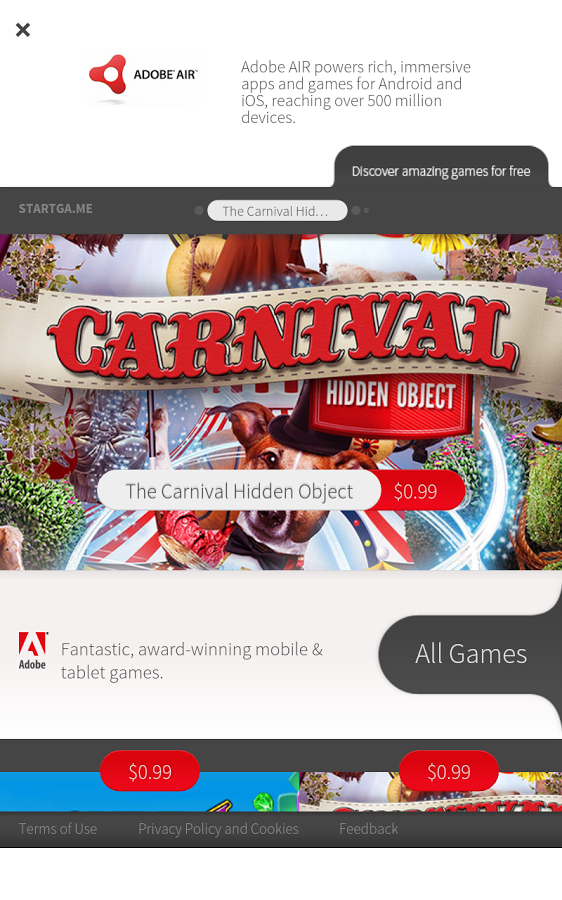 ADOBE® AIR™
Adobe AIR powers rich, immersive
apps and games for Android and
iOS, reaching over 500 million
devices.
Discover amazing games for free
STARTGA.ME
The Carnival Hid...
CARNIVAL
HIDDEN OBJECT
The Carnival Hidden Object
$0.99
Adobe
Fantastic, award-winning mobile &
tablet games.
All Games
$0.99
$0.99
Terms of Use
Privacy Policy and Cookies
Feedback